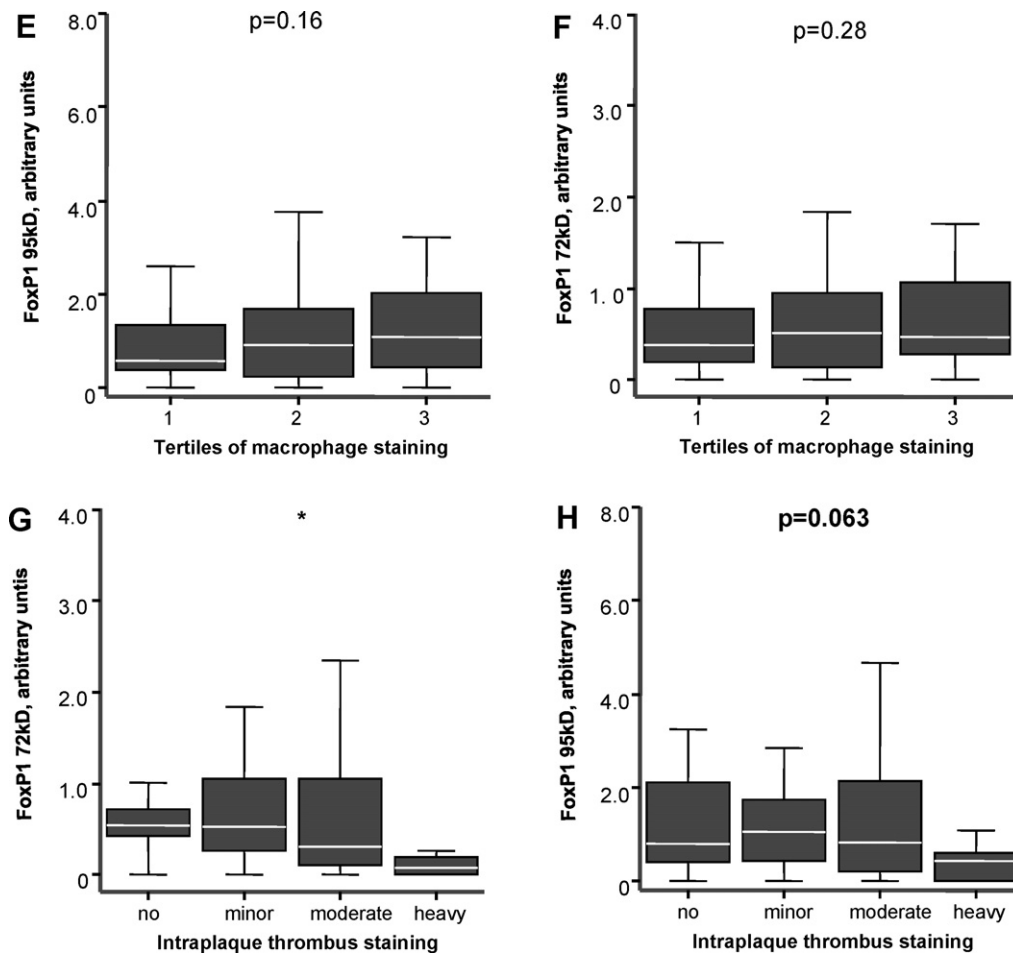 E
p=0.16
FoxP1 95kD, arbitrary units
8.0
6.0
4.0
2.0
0
1 2 3
Tertiles of macrophage staining
F
p=0.28
FoxP1 72kD, arbitrary units
4.0
3.0
2.0
1.0
0
1 2 3
Tertiles of macrophage staining
G
*
FoxP1 72kD, arbitrary untis
4.0
3.0
2.0
1.0
0
no minor moderate heavy
Intraplaque thrombus staining
H
p=0.063
FoxP1 95kD, arbitrary units
8.0
6.0
4.0
2.0
0
no minor moderate heavy
Intraplaque thrombus staining